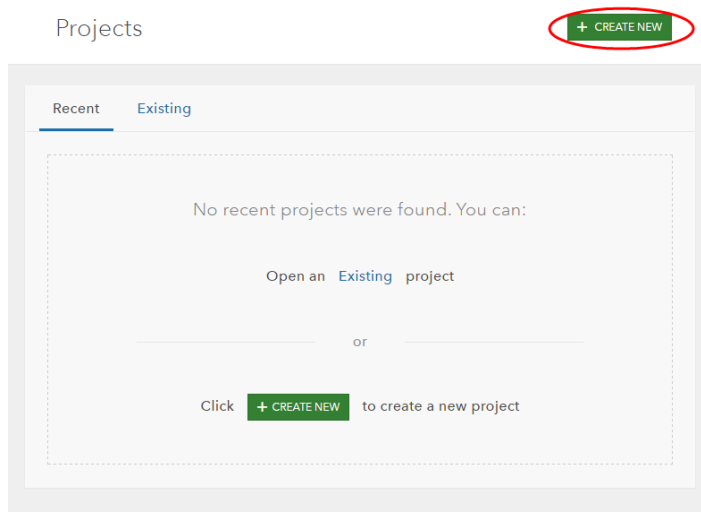 Projects
+ CREATE NEW
Recent Existing
No recent projects were found. You can:
Open an Existing project
or
Click + CREATE NEW to create a new project